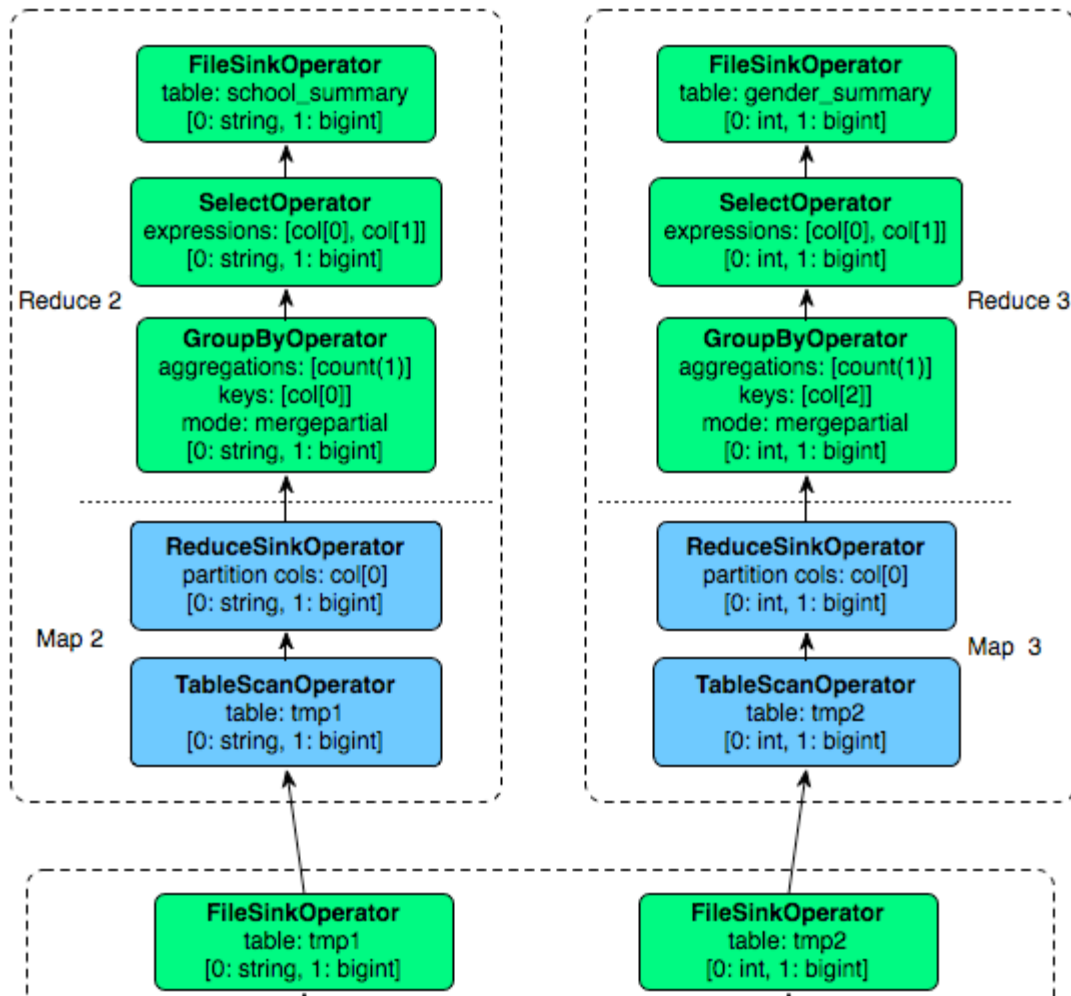 FileSinkOperator
table: school_summary
[0: string, 1: bigint]
SelectOperator
expressions: [col[0], col[1]]
[0: string, 1: bigint]
Reduce 2
GroupByOperator
aggregations: [count(1)]
keys: [col[0]]
mode: mergepartial
[0: string, 1: bigint]
ReduceSinkOperator
partition cols: col[0]
[0: string, 1: bigint]
Map 2
TableScanOperator
table: tmp1
[0: string, 1: bigint]
FileSinkOperator
table: gender_summary
[0: int, 1: bigint]
SelectOperator
expressions: [col[0], col[1]]
[0: int, 1: bigint]
Reduce 3
GroupByOperator
aggregations: [count(1)]
keys: [col[2]]
mode: mergepartial
[0: int, 1: bigint]
ReduceSinkOperator
partition cols: col[0]
[0: int, 1: bigint]
Map  3
TableScanOperator
table: tmp2
[0: int, 1: bigint]
FileSinkOperator
table: tmp1
[0: string, 1: bigint]
FileSinkOperator
table: tmp2
[0: int, 1: bigint]